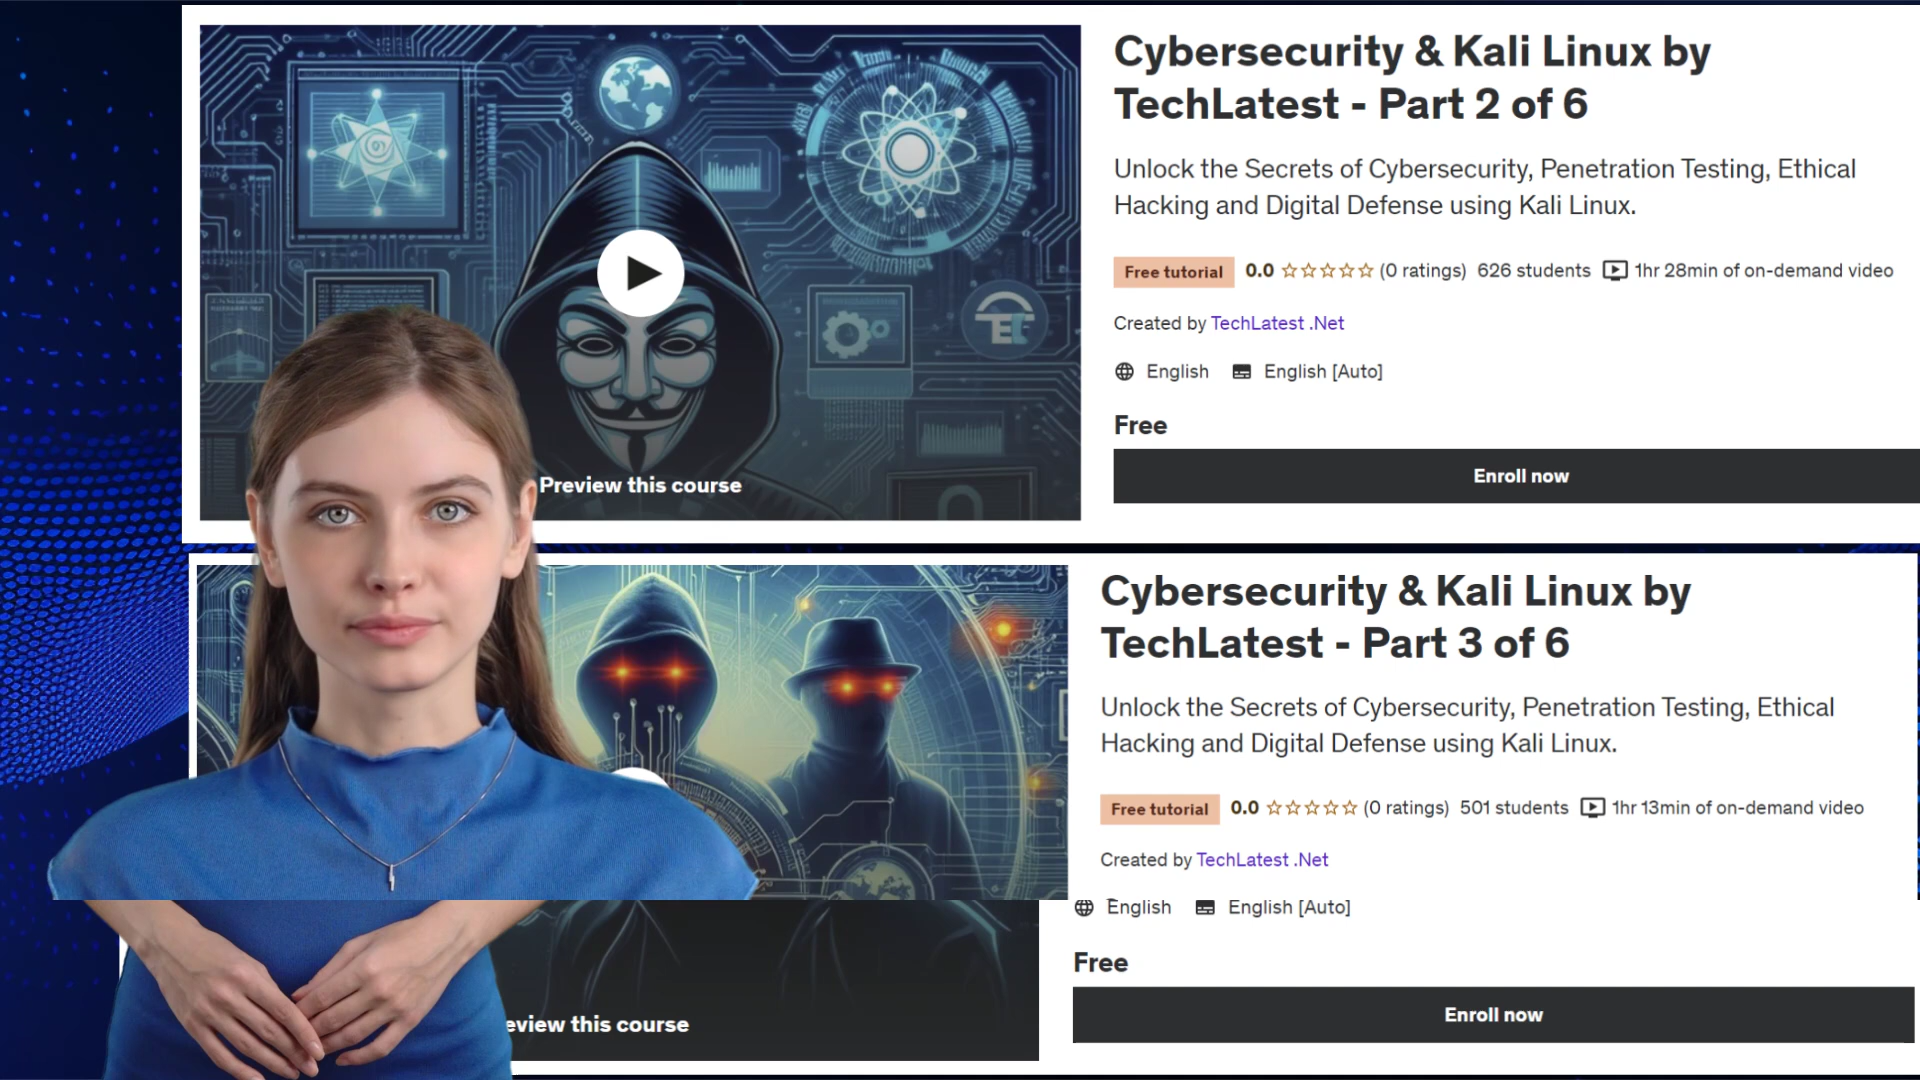 Cybersecurity & Kali Linux by
TechLatest - Part 2 of 6
Unlock the Secrets of Cybersecurity, Penetration Testing, Ethical
Hacking and Digital Defense using Kali Linux.
Free tutorial 0.0 (0 ratings) 626 students 1hr 28min of on-demand video
Created by TechLatest .Net
English English [Auto]
Free
Enroll now
Preview this course
Cybersecurity & Kali Linux by
TechLatest - Part 3 of 6
Unlock the Secrets of Cybersecurity, Penetration Testing, Ethical
Hacking and Digital Defense using Kali Linux.
Free tutorial 0.0 (0 ratings) 501 students 1hr 13min of on-demand video
Created by TechLatest .Net
English English [Auto]
Free
Enroll now
eview this course